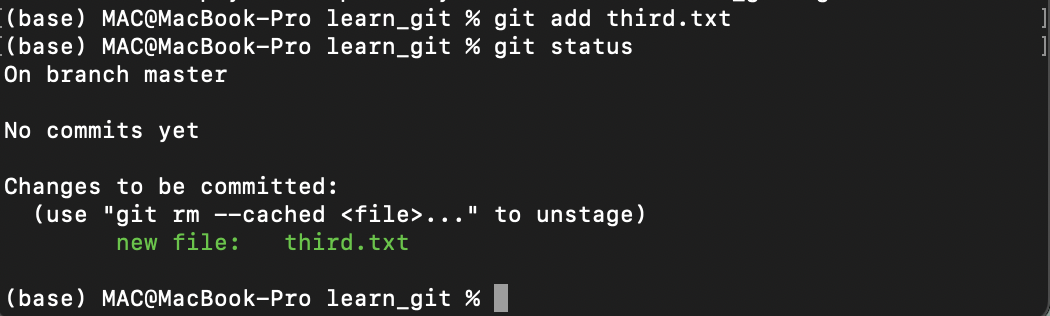 (base) MAC@MacBook-Pro learn_git % git add third.txt
(base) MAC@MacBook-Pro learn_git % git status
On branch master
No commits yet
Changes to be committed:
  (use "git rm --cached <file>..." to unstage)
        new file:   third.txt
(base) MAC@MacBook-Pro learn_git %